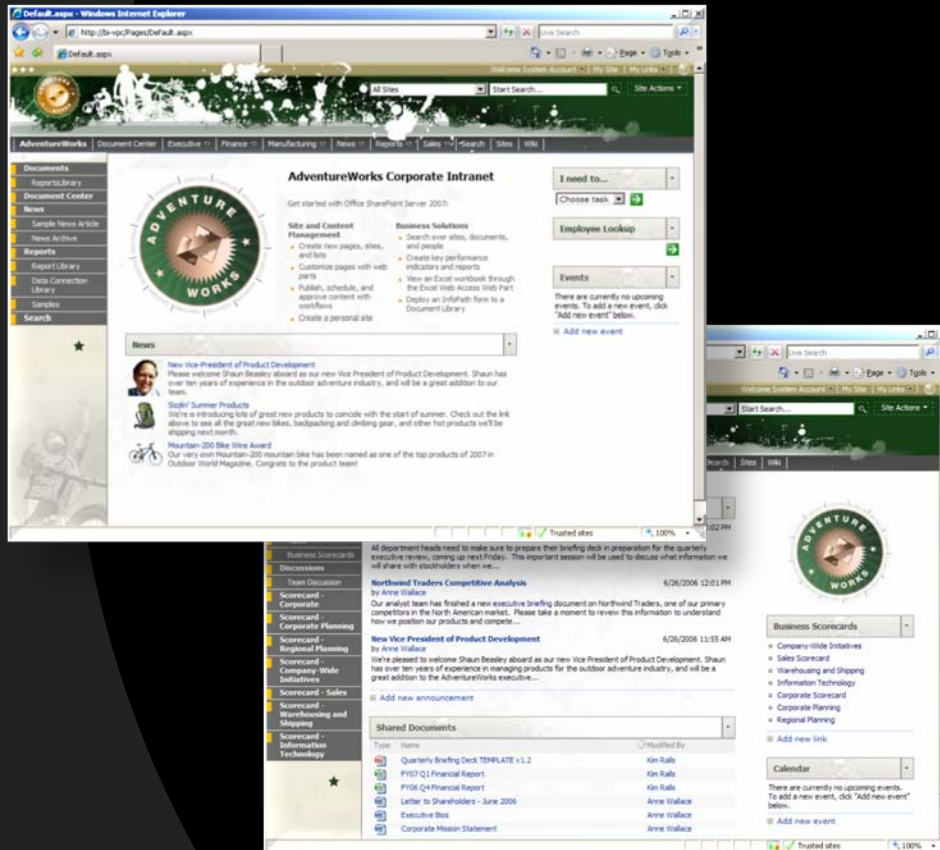 Default.aspx - Windows Internet Explorer
http://bi-vpc/Pages/Default.aspx
Live Search
Default.aspx
Page
Tools
Welcome System Account | My Site | My Links
All Sites
Start Search...
Site Actions
AdventureWorks | Document Center | Executive | Finance | Manufacturing | News | Reports | Sales | Search | Sites | Wiki
Documents
ReportsLibrary
Document Center
News
Sample News Article
News Archive
Reports
Report Library
Data Connection
Library
Samples
Search
ADVENTURE
WORKS
AdventureWorks Corporate Intranet
Get started with Office SharePoint Server 2007:
Site and Content
Management
Create new pages, sites,
and lists
Customize pages with web
parts
Publish, schedule, and
approve content with
workflows
Create a personal site
Business Solutions
Search over sites, documents,
and people
Create key performance
indicators and reports
View an Excel workbook through
the Excel Web Access Web Part
Deploy an InfoPath form to a
Document Library
I need to...
Choose task
Employee Lookup
Events
There are currently no upcoming
events. To add a new event, click
"Add new event" below.
Add new event
News
New Vice-President of Product Development
Please welcome Shaun Beasley aboard as our new Vice President of Product Development. Shaun has
over ten years of experience in the outdoor adventure industry, and will be a great addition to our
team.
Sizzlin' Summer Products
We're is introducing lots of great new products to coincide with the start of summer. Check out the link
above to see all the great new bikes, backpacking and climbing gear, and other hot products we'll be
shipping next month.
Mountain-200 Bike Wins Award
Our very own Mountain-200 mountain bike has been named as one of the top products of 2007 in
Outdoor World Magazine. Congrats to the product team!
Trusted sites
100%
Live Search
Page
Tools
Welcome System Account | My Site | My Links
Start Search...
Site Actions
Search | Sites | Wiki
Business Scorecards
Discussions
Team Discussion
Scorecard -
Corporate
Scorecard -
Corporate Planning
Scorecard -
Regional Planning
Scorecard -
Company-Wide
Initiatives
Scorecard - Sales
Scorecard -
Warehousing and
Shipping
Scorecard -
Information
Technology
:02 PM
All department heads need to make sure to prepare their briefing deck in preparation for the quarterly
executive review, coming up next Friday. This important session will be used to discuss what information we
will share with stockholders when we...
Northwind Traders Competitive Analysis 6/26/2006 12:01 PM
by Anne Wallace
Our analyst team has finished a new executive briefing document on Northwind Traders, one of our primary
competitors in the North American market. Please take a moment to review this information to understand
how we position our products and compete...
New Vice President of Product Development 6/26/2006 11:55 AM
by Anne Wallace
We're pleased to welcome Shaun Beasley aboard as our new Vice President of Product Development. Shaun
has over ten years of experience in managing products for the outdoor adventure industry, and will be a
great addition to the AdventureWorks executive...
Add new announcement
Shared Documents
Type Name Modified By
Quarterly Briefing Deck TEMPLATE v1.2 Kim Ralls
FY07 Q1 Financial Report Kim Ralls
FY06 Q4 Financial Report Kim Ralls
Letter to Shareholders - June 2006 Anne Wallace
Executive Bios Anne Wallace
Corporate Mission Statement Anne Wallace
ADVENTURE
WORKS
Business Scorecards
Company-Wide Initiatives
Sales Scorecard
Warehousing and Shipping
Information Technology
Corporate Scorecard
Corporate Planning
Regional Planning
Add new link
Calendar
There are currently no upcoming events.
To add a new event, click "Add new event"
below.
Add new event
Trusted sites
100%